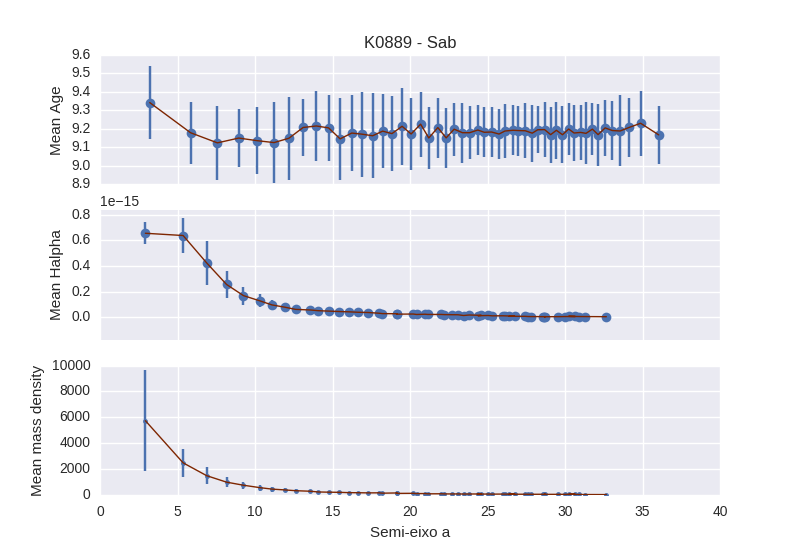 K0889 - Sab
9.6
9.5
9.4
9.3
9.2
9.1
9.0
8.9
Mean Age
1e−15
0.8
0.6
0.4
0.2
0.0
Mean Halpha
10000
8000
6000
4000
2000
0
Mean mass density
0 5 10 15 20 25 30 35 40
Semi-eixo a